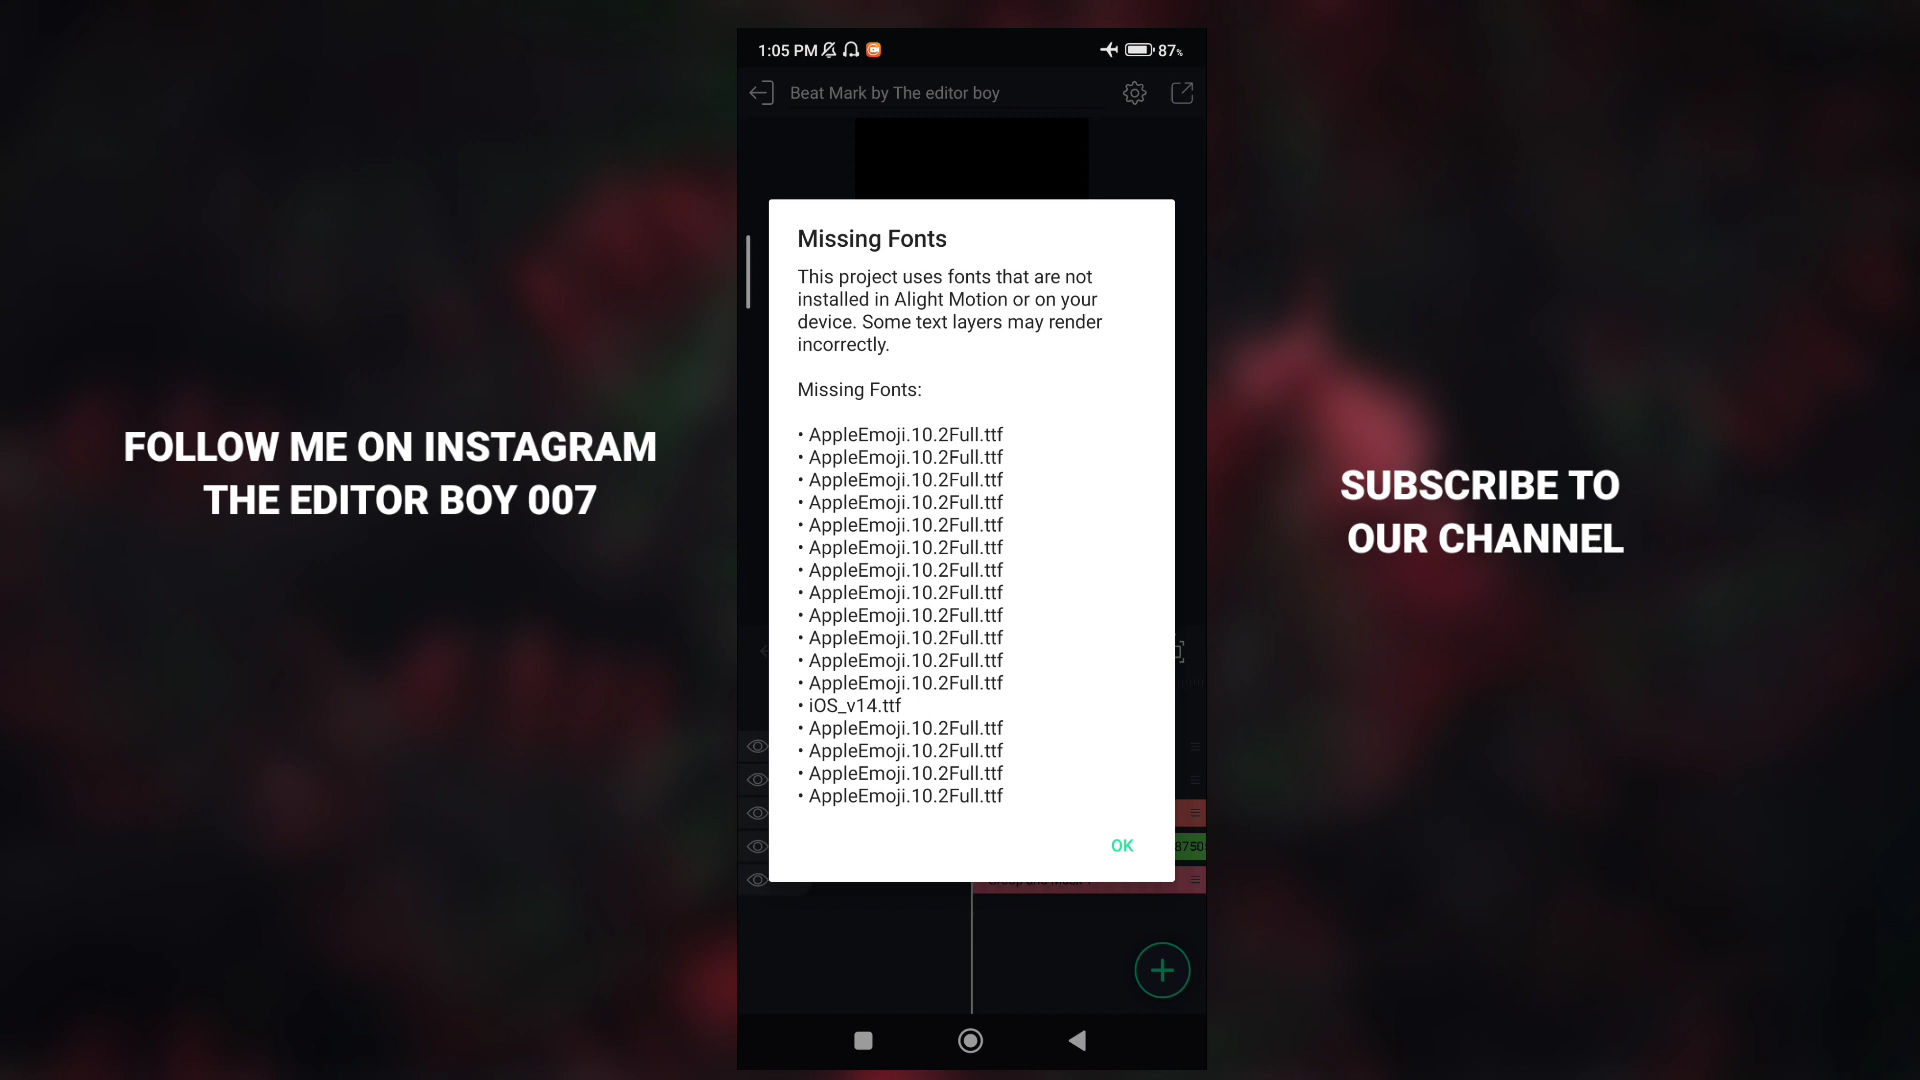 1:05 PM
87%
Beat Mark by The editor boy
Missing Fonts
This project uses fonts that are not
installed in Alight Motion or on your
device. Some text layers may render
incorrectly.
Missing Fonts:
• AppleEmoji.10.2Full.ttf
• AppleEmoji.10.2Full.ttf
• AppleEmoji.10.2Full.ttf
• AppleEmoji.10.2Full.ttf
• AppleEmoji.10.2Full.ttf
• AppleEmoji.10.2Full.ttf
• AppleEmoji.10.2Full.ttf
• AppleEmoji.10.2Full.ttf
• AppleEmoji.10.2Full.ttf
• AppleEmoji.10.2Full.ttf
• AppleEmoji.10.2Full.ttf
• AppleEmoji.10.2Full.ttf
• iOS_v14.ttf
• AppleEmoji.10.2Full.ttf
• AppleEmoji.10.2Full.ttf
• AppleEmoji.10.2Full.ttf
• AppleEmoji.10.2Full.ttf
OK
FOLLOW ME ON INSTAGRAM
THE EDITOR BOY 007
SUBSCRIBE TO
OUR CHANNEL